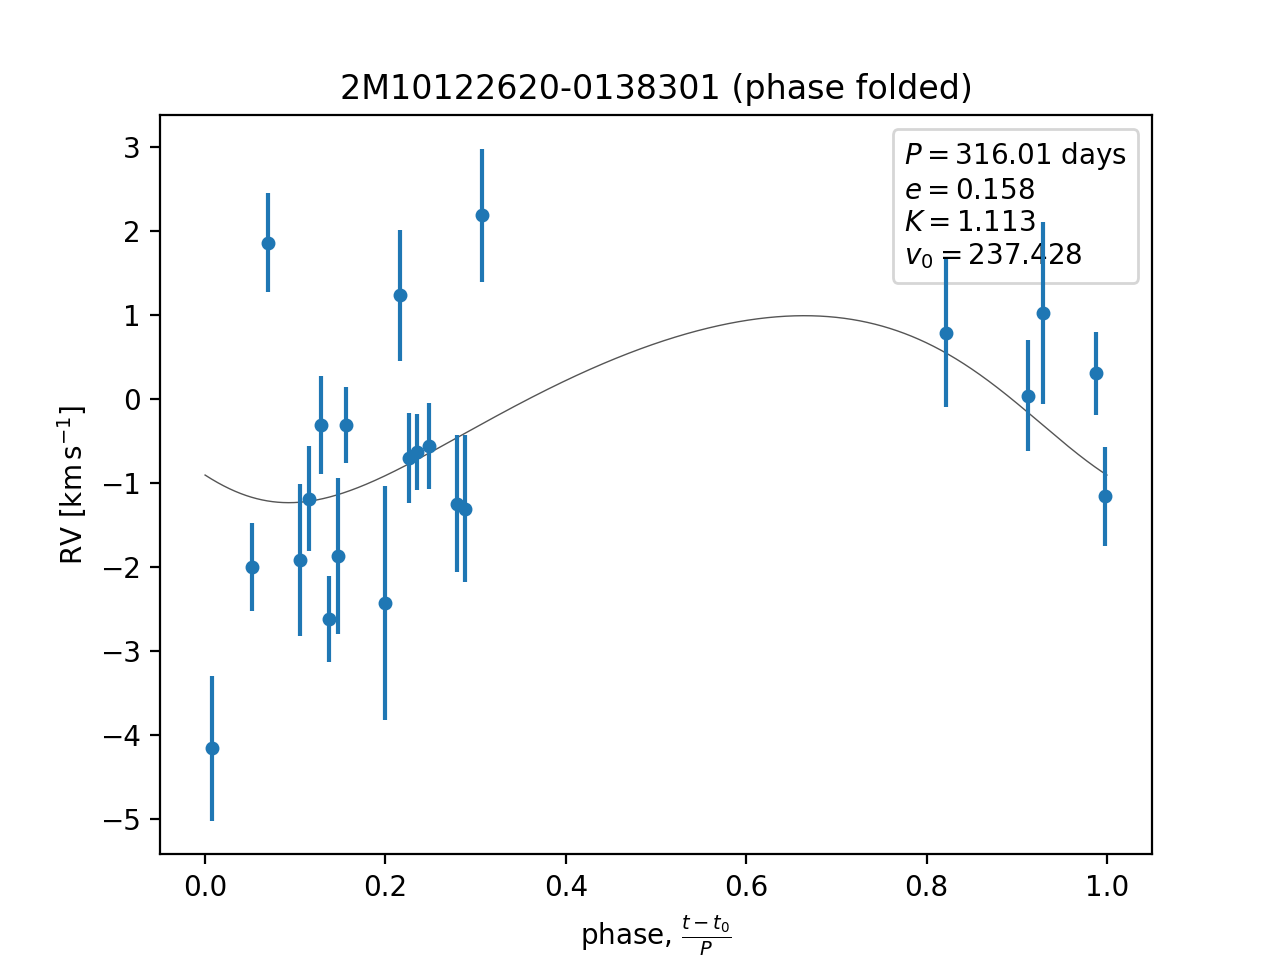 2M10122620-0138301 (phase folded)
P = 316.01 days
e = 0.158
K = 1.113
v₀ = 237.428
3
2
1
0
−1
−2
−3
−4
−5
RV [km s⁻¹]
0.0 0.2 0.4 0.6 0.8 1.0
phase, (t − t₀)/P